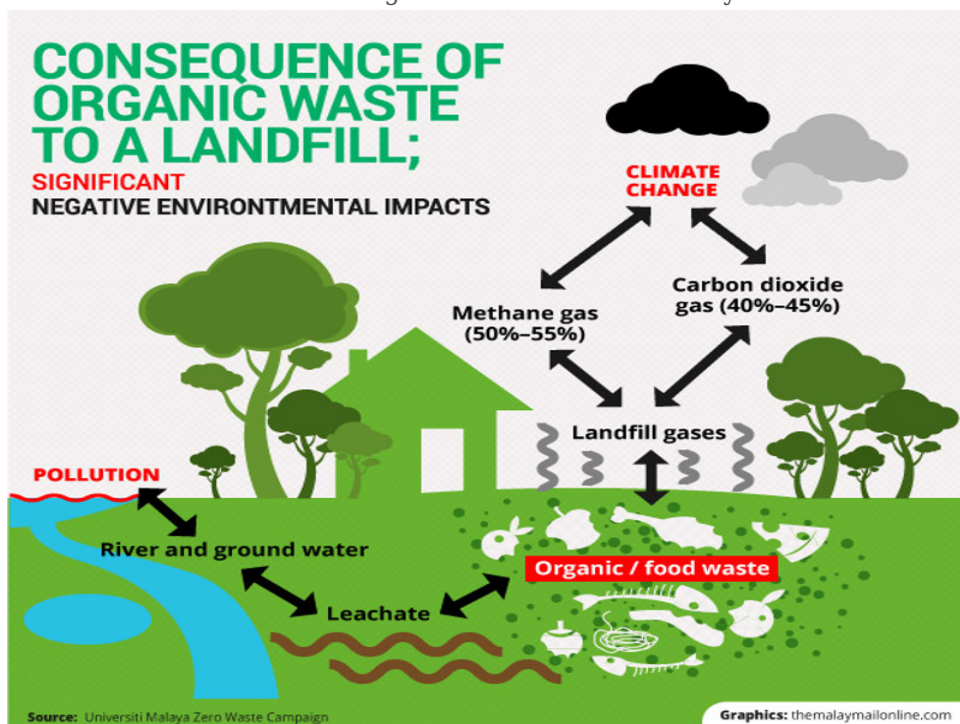 CONSEQUENCE OF
ORGANIC WASTE
TO A LANDFILL;
SIGNIFICANT
NEGATIVE ENVIRONTMENTAL IMPACTS
CLIMATE
CHANGE
Carbon dioxide
gas (40%–45%)
Methane gas
(50%–55%)
Landfill gases
POLLUTION
River and ground water
Organic / food waste
Leachate
Source: Universiti Malaya Zero Waste Campaign
Graphics: themalaymailonline.com